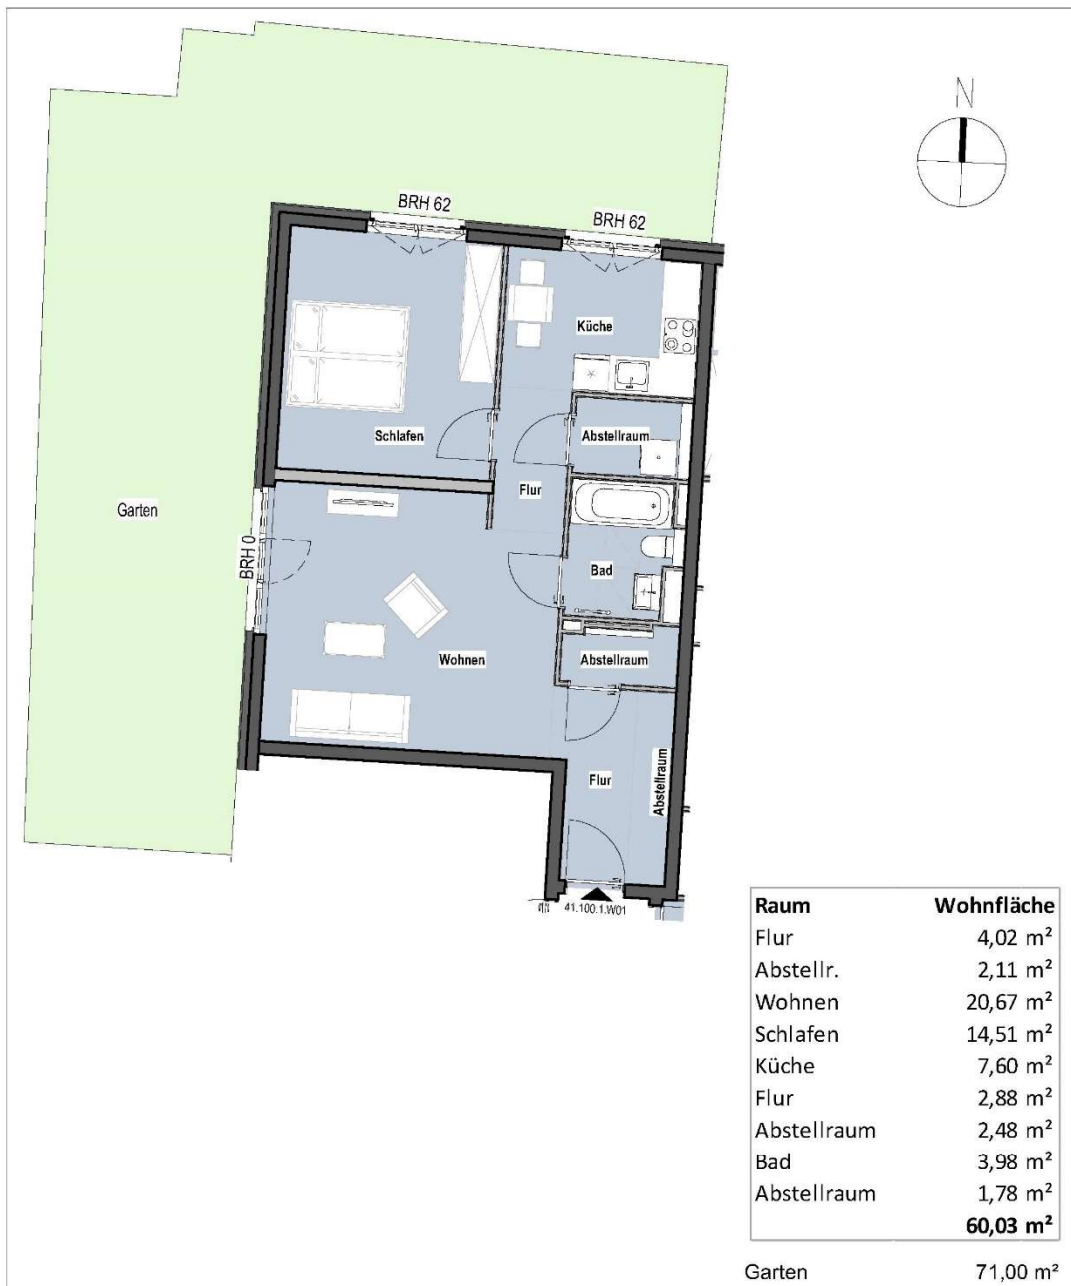 N
BRH 62
BRH 62
Küche
Schlafen
Abstellraum
Flur
Garten
BRH 0
Bad
Wohnen
Abstellraum
Abstellraum
Flur
41.100.1.W01
Raum Wohnfläche
Flur 4,02 m²
Abstellr. 2,11 m²
Wohnen 20,67 m²
Schlafen 14,51 m²
Küche 7,60 m²
Flur 2,88 m²
Abstellraum 2,48 m²
Bad 3,98 m²
Abstellraum 1,78 m²
60,03 m²
Garten 71,00 m²